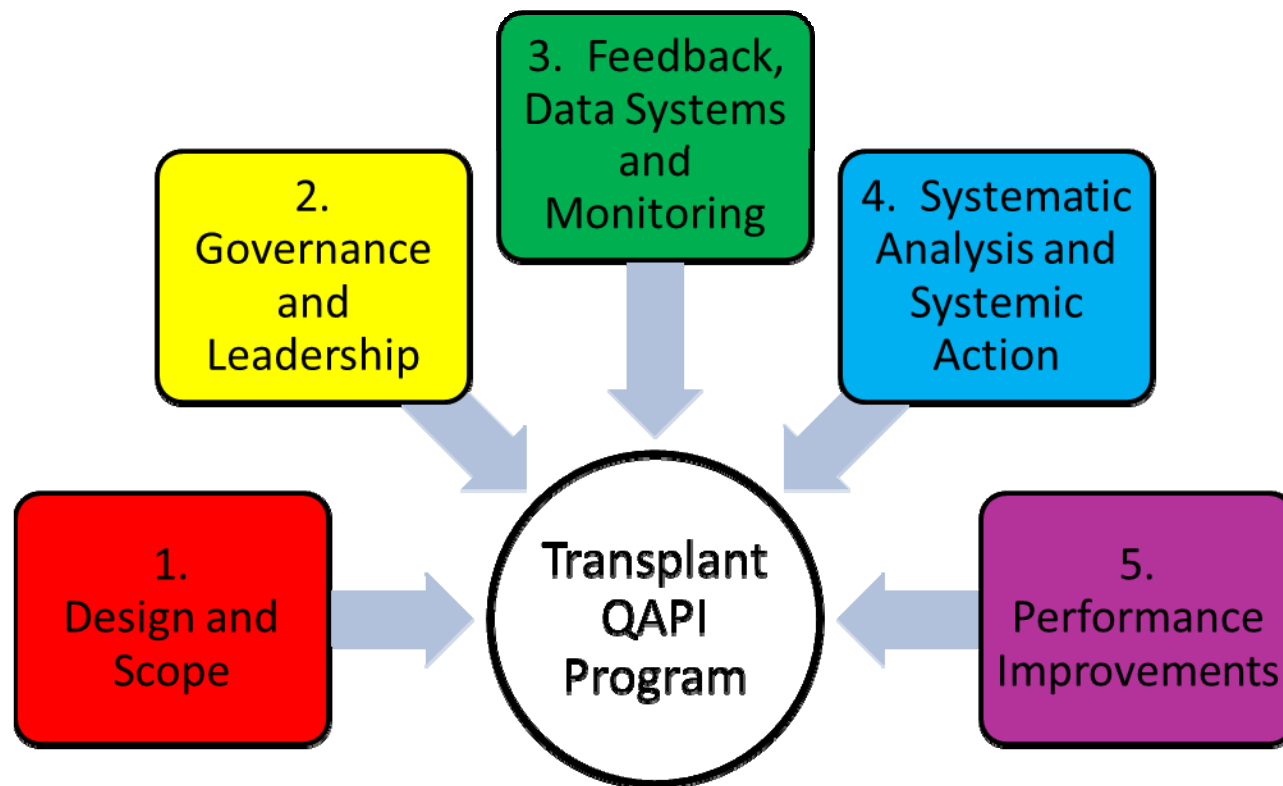 1.
Design and
Scope
2.
Governance
and
Leadership
3. Feedback,
Data Systems
and
Monitoring
4. Systematic
Analysis and
Systemic
Action
5.
Performance
Improvements
Transplant
QAPI
Program